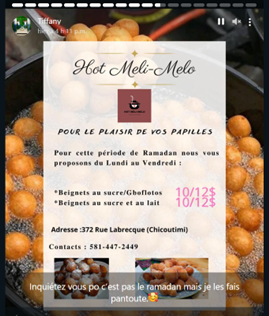 Tiffany
Hot Meli-Melo
POUR LE PLAISIR DE VOS PAPILLES
Pour cette période de Ramadan nous vous
proposons du Lundi au Vendredi :
*Beignets au sucre/Gboflotos 10/12$
*Beignets au sucre et au lait 10/12$
Adresse :372 Rue Labrecque (Chicoutimi)
Contacts : 581-447-2449
Inquiétez vous po c'est pas le ramadan mais je les fais
pantoute.🥰